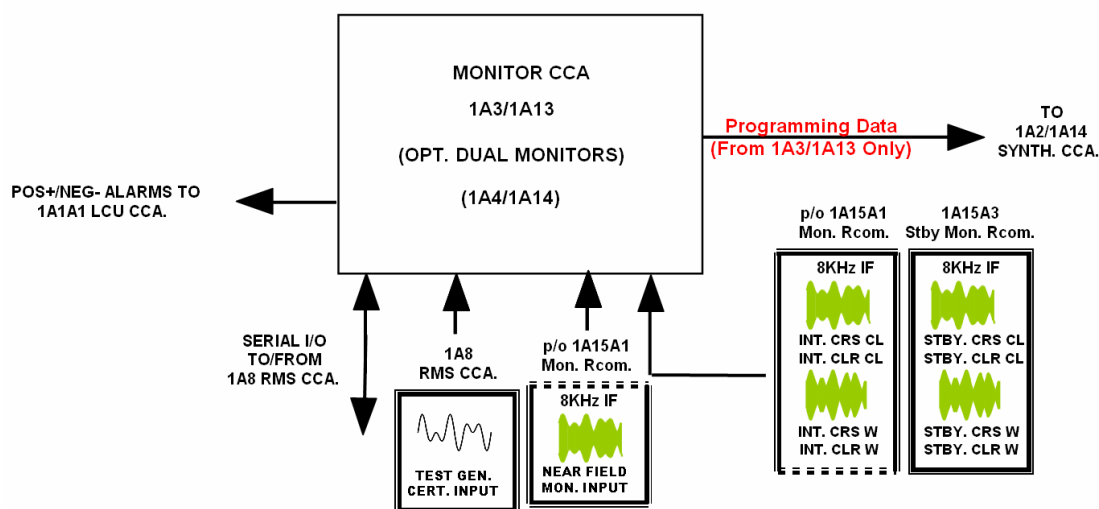 MONITOR CCA
1A3/1A13
(OPT. DUAL MONITORS)
(1A4/1A14)
Programming Data
(From 1A3/1A13 Only)
TO
1A2/1A14
SYNTH. CCA.
POS+/NEG- ALARMS TO
1A1A1 LCU CCA.
SERIAL I/O
TO/FROM
1A8 RMS CCA.
1A8
RMS CCA.
TEST GEN.
CERT. INPUT
p/o 1A15A1
Mon. Rcom.
8KHz IF
NEAR FIELD
MON. INPUT
p/o 1A15A1
Mon. Rcom.
8KHz IF
INT. CRS CL
INT. CLR CL
INT. CRS W
INT. CLR W
1A15A3
Stby Mon. Rcom.
8KHz IF
STBY. CRS CL
STBY. CLR CL
STBY. CRS W
STBY. CLR W